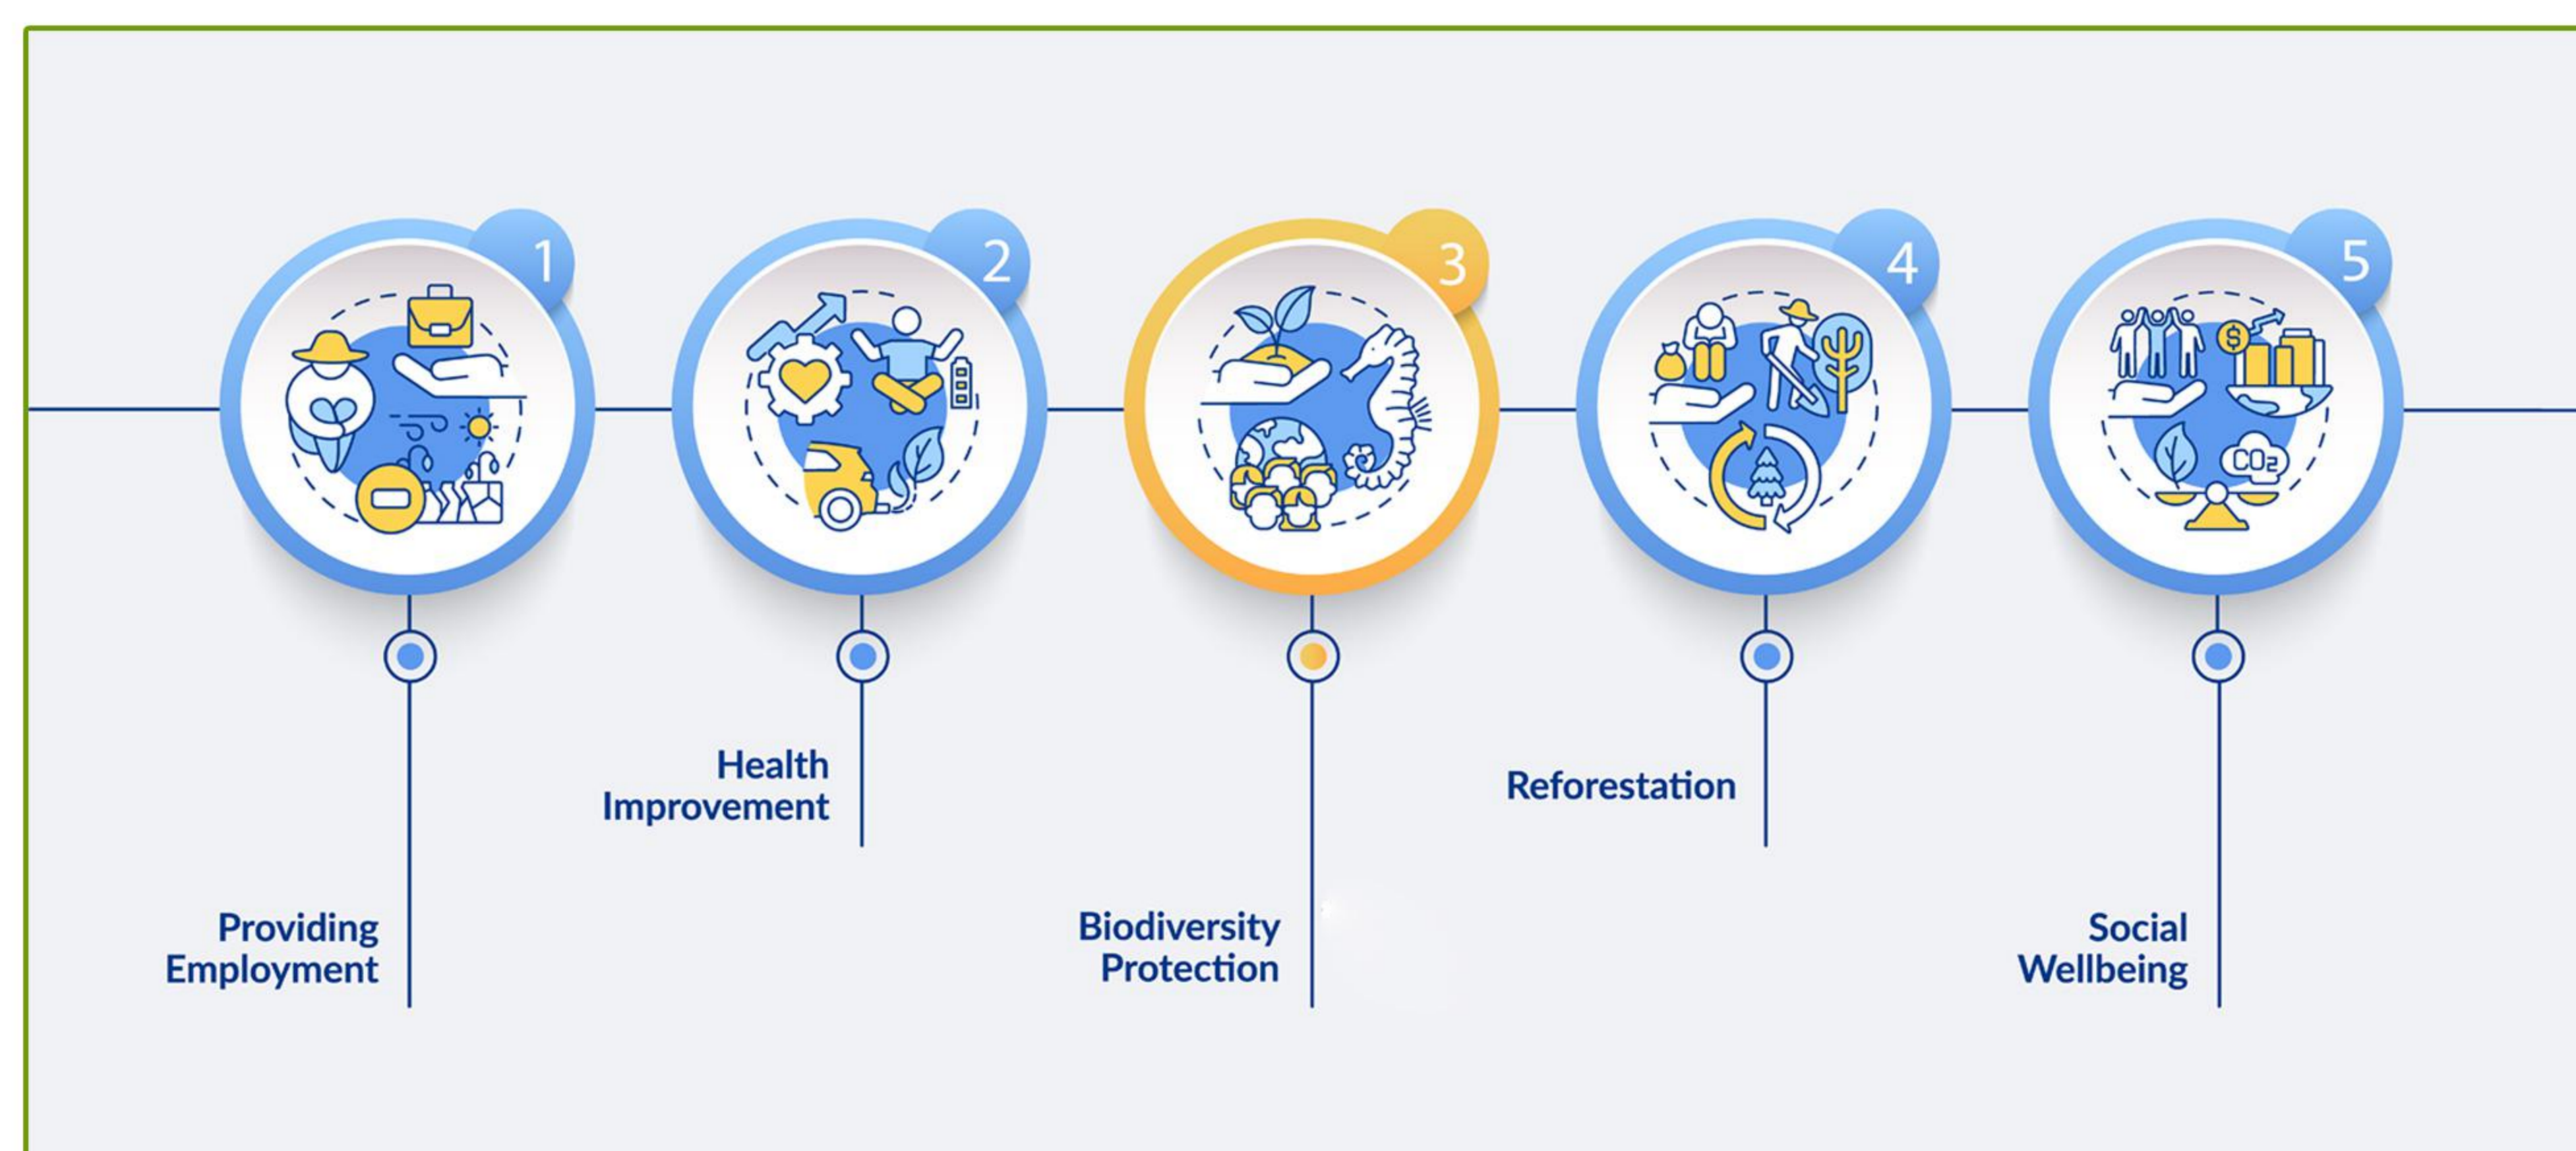 1
2
3
4
5
$
CO2
Health
Improvement
Reforestation
Providing
Employment
Biodiversity
Protection
Social
Wellbeing